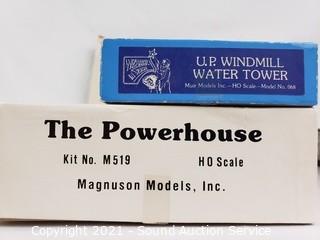 U.P. WINDMILL
WATER TOWER
Muir Models Inc.—HO Scale—Model No. 068
The Powerhouse
Kit No. M519 HO Scale
Magnuson Models, Inc.
Copyright 2021 - Sound Auction Service